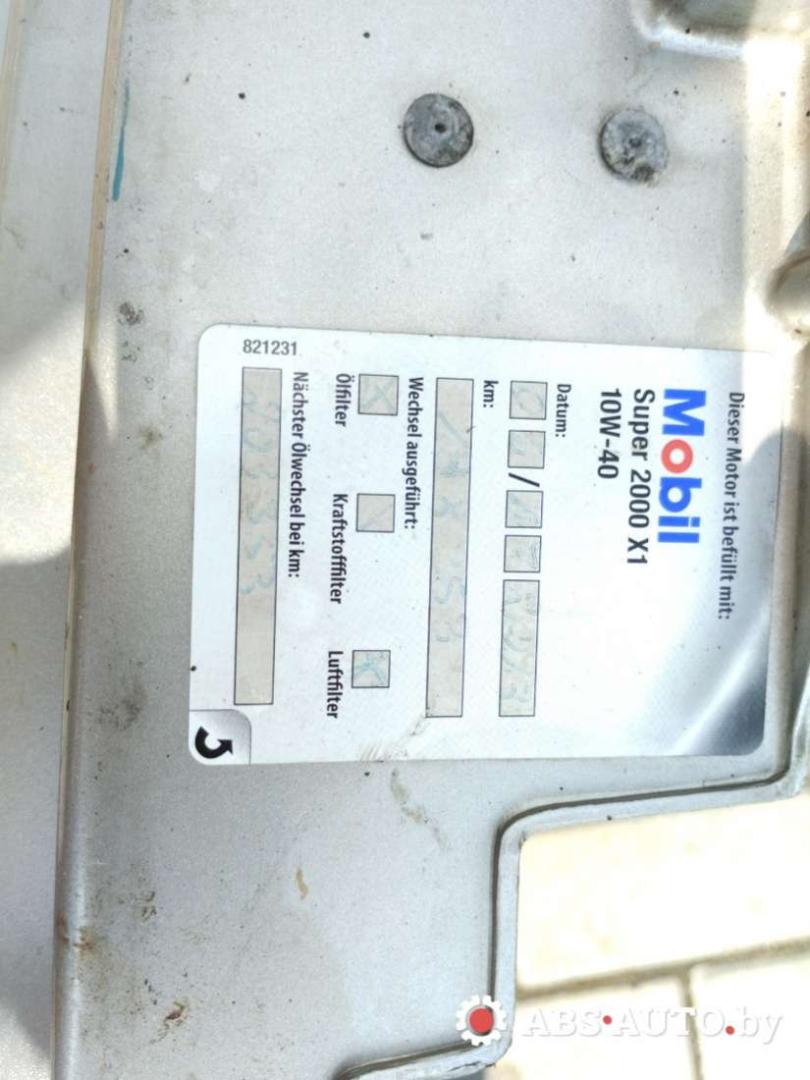 Dieser Motor ist befüllt mit:
Mobil
Super 2000 X1
10W-40
Datum:
/
km:
Wechsel ausgeführt:
Ölfilter Kraftstofffilter Luftfilter
Nächster Ölwechsel bei km:
821231
ABS-AUTO.by